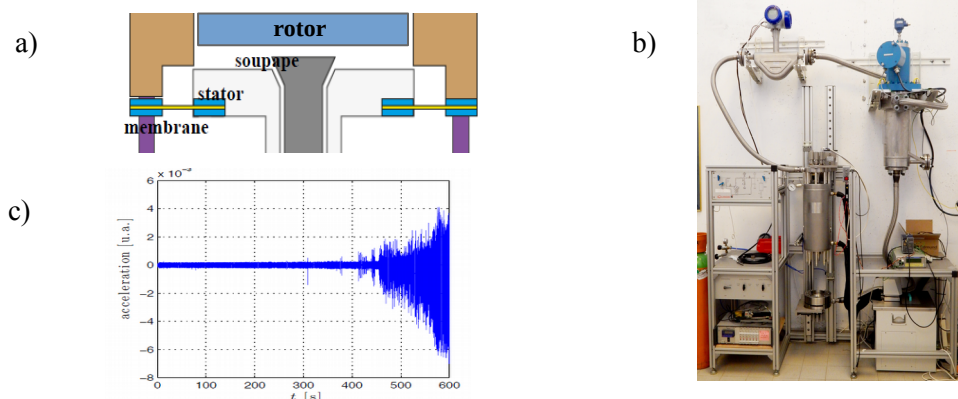 a)
rotor
soupape
stator
membrane
b)
c)
× 10⁻³
6
4
2
0
−2
−4
−6
−8
acceleration [u.a.]
0 100 200 300 400 500 600
t [s]